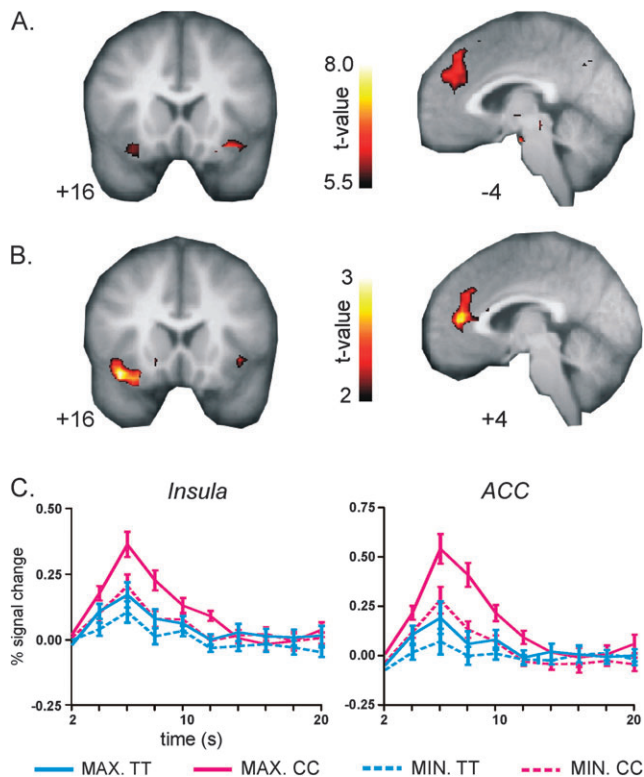 A.
8.0
t-value
5.5
+16
-4
B.
3
t-value
2
+16
+4
C.
Insula
ACC
0.50
0.25
0.00
-0.25
% signal change
2
10
20
time (s)
0.75
0.50
0.25
0.00
-0.25
2
10
20
MAX. TT
MAX. CC
MIN. TT
MIN. CC